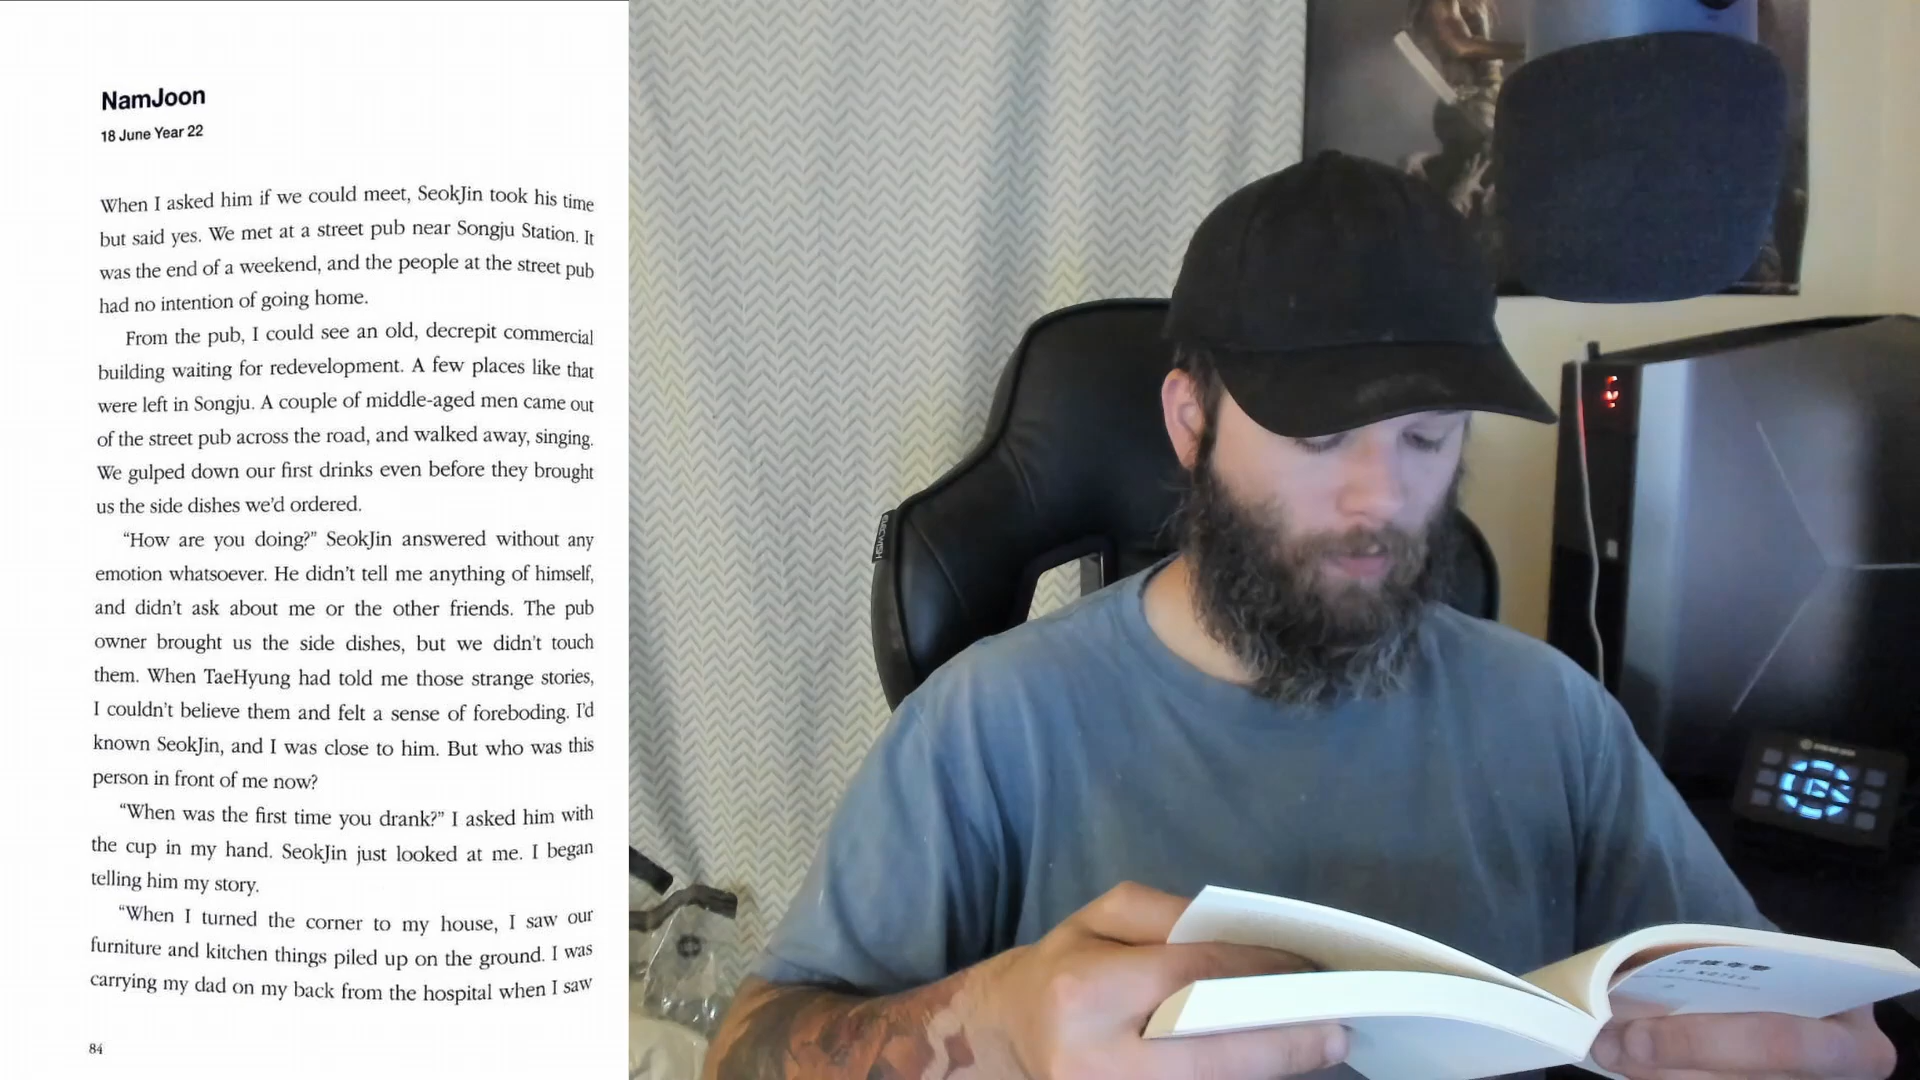 NamJoon
18 June Year 22
When I asked him if we could meet, SeokJin took his time
but said yes. We met at a street pub near Songju Station. It
was the end of a weekend, and the people at the street pub
had no intention of going home.
From the pub, I could see an old, decrepit commercial
building waiting for redevelopment. A few places like that
were left in Songju. A couple of middle-aged men came out
of the street pub across the road, and walked away, singing.
We gulped down our first drinks even before they brought
us the side dishes we’d ordered.
“How are you doing?” SeokJin answered without any
emotion whatsoever. He didn’t tell me anything of himself,
and didn’t ask about me or the other friends. The pub
owner brought us the side dishes, but we didn’t touch
them. When TaeHyung had told me those strange stories,
I couldn’t believe them and felt a sense of foreboding. I’d
known SeokJin, and I was close to him. But who was this
person in front of me now?
“When was the first time you drank?” I asked him with
the cup in my hand. SeokJin just looked at me. I began
telling him my story.
“When I turned the corner to my house, I saw our
furniture and kitchen things piled up on the ground. I was
carrying my dad on my back from the hospital when I saw
84
THE NOTES